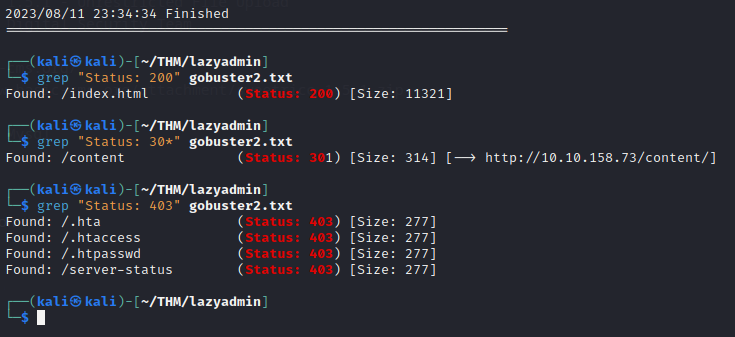 2023/08/11 23:34:34 Finished
===============================================================
┌──(kali㉿kali)-[~/THM/lazyadmin]
└─$ grep "Status: 200" gobuster2.txt
Found: /index.html           (Status: 200) [Size: 11321]
┌──(kali㉿kali)-[~/THM/lazyadmin]
└─$ grep "Status: 30*" gobuster2.txt
Found: /content              (Status: 301) [Size: 314] [--> http://10.10.158.73/content/]
┌──(kali㉿kali)-[~/THM/lazyadmin]
└─$ grep "Status: 403" gobuster2.txt
Found: /.hta                 (Status: 403) [Size: 277]
Found: /.htaccess            (Status: 403) [Size: 277]
Found: /.htpasswd            (Status: 403) [Size: 277]
Found: /server-status        (Status: 403) [Size: 277]
┌──(kali㉿kali)-[~/THM/lazyadmin]
└─$